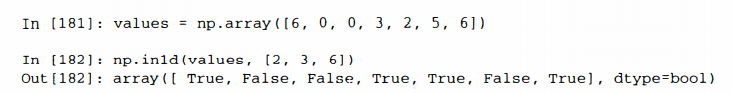 In [181]: values = np.array([6, 0, 0, 3, 2, 5, 6])
In [182]: np.in1d(values, [2, 3, 6])
Out[182]: array([ True, False, False, True, True, False, True], dtype=bool)